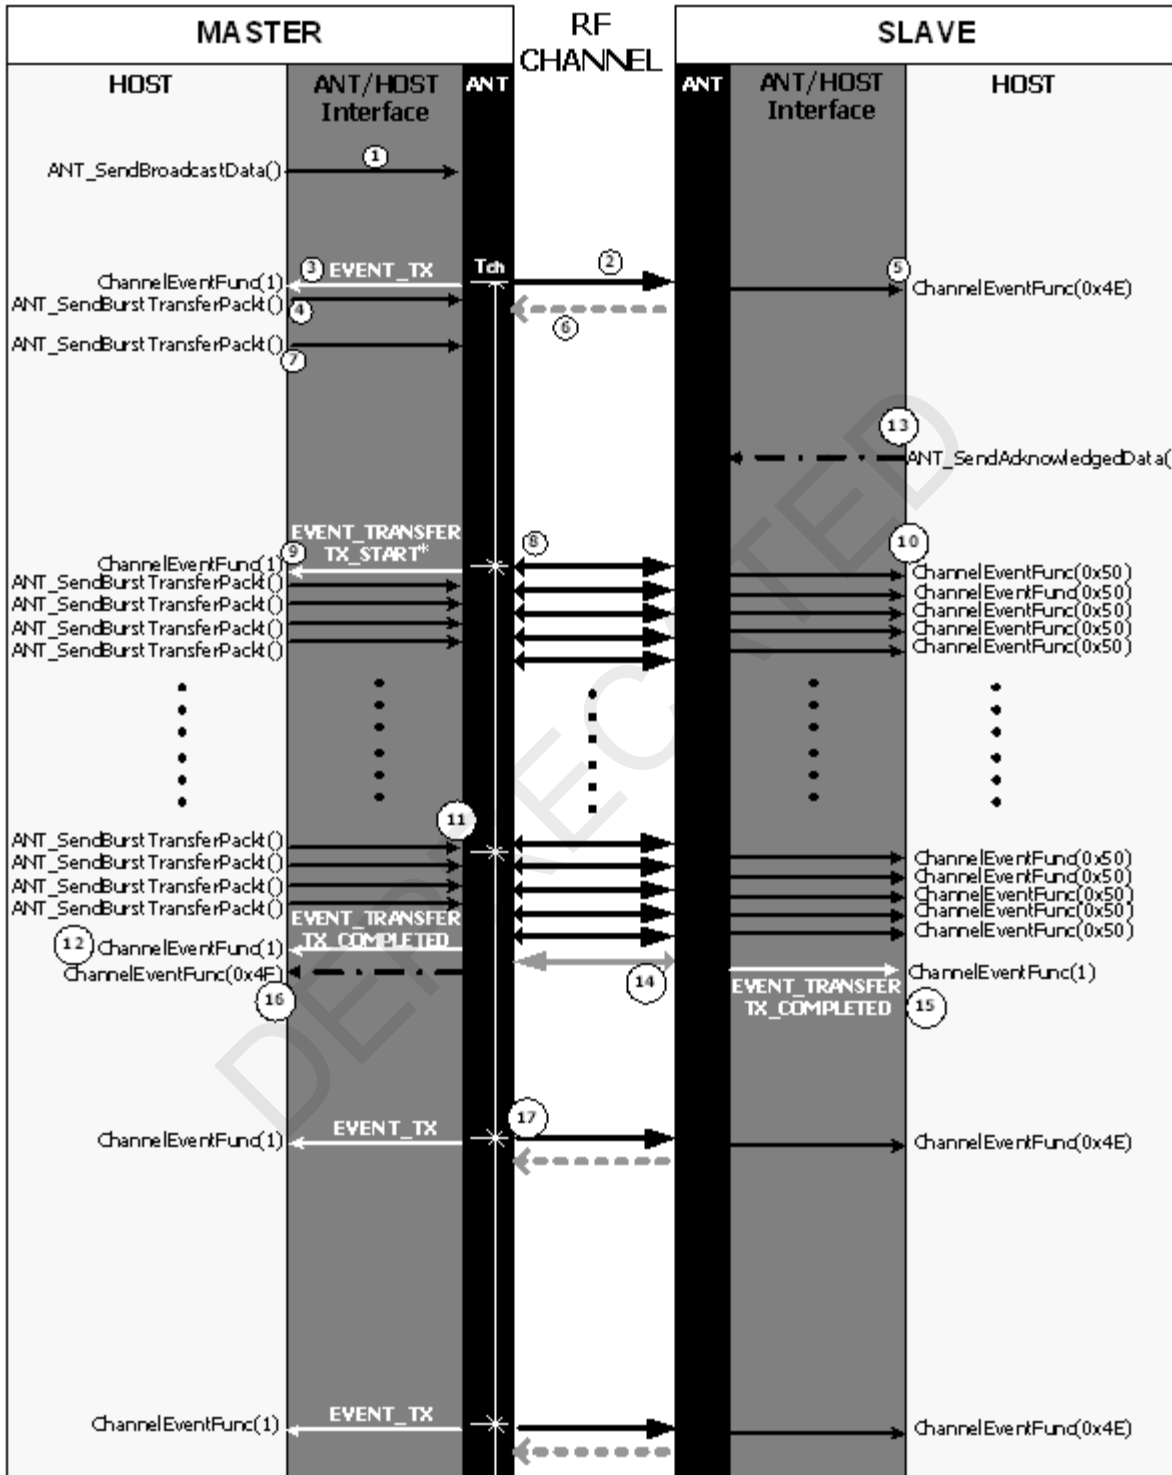 MASTER
RF
CHANNEL
SLAVE
HOST
ANT/HOST
Interface
ANT
ANT
ANT/HOST
Interface
HOST
1
ANT_SendBroadcastData()
3
EVENT_TX
Tch
2
5
ChannelEventFunc(1)
ChannelEventFunc(0x4E)
ANT_SendBurstTransferPackt()
4
6
ANT_SendBurstTransferPackt()
7
13
ANT_SendAcknowledgedData(
EVENT_TRANSFER
TX_START*
9
8
10
ChannelEventFunc(1)
ANT_SendBurstTransferPackt()
ANT_SendBurstTransferPackt()
ANT_SendBurstTransferPackt()
ANT_SendBurstTransferPackt()
ChannelEventFunc(0x50)
ChannelEventFunc(0x50)
ChannelEventFunc(0x50)
ChannelEventFunc(0x50)
ChannelEventFunc(0x50)
DEPRECATED
11
ANT_SendBurstTransferPackt()
ANT_SendBurstTransferPackt()
ANT_SendBurstTransferPackt()
ANT_SendBurstTransferPackt()
ChannelEventFunc(0x50)
ChannelEventFunc(0x50)
ChannelEventFunc(0x50)
ChannelEventFunc(0x50)
ChannelEventFunc(0x50)
EVENT_TRANSFER
TX_COMPLETED
12
ChannelEventFunc(1)
ChannelEventFunc(0x4E)
16
14
ChannelEventFunc(1)
EVENT_TRANSFER
TX_COMPLETED
15
17
EVENT_TX
ChannelEventFunc(1)
ChannelEventFunc(0x4E)
EVENT_TX
ChannelEventFunc(1)
ChannelEventFunc(0x4E)